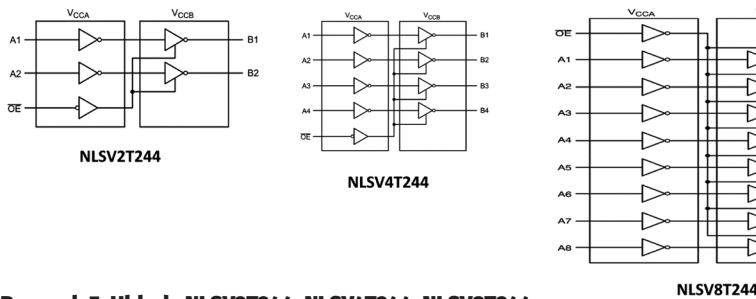 VCCA VCCB
A1 B1
A2 B2
OE
NLSV2T244
VCCA VCCB
A1 B1
A2 B2
A3 B3
A4 B4
OE
NLSV4T244
VCCA
OE
A1
A2
A3
A4
A5
A6
A7
A8
NLSV8T244